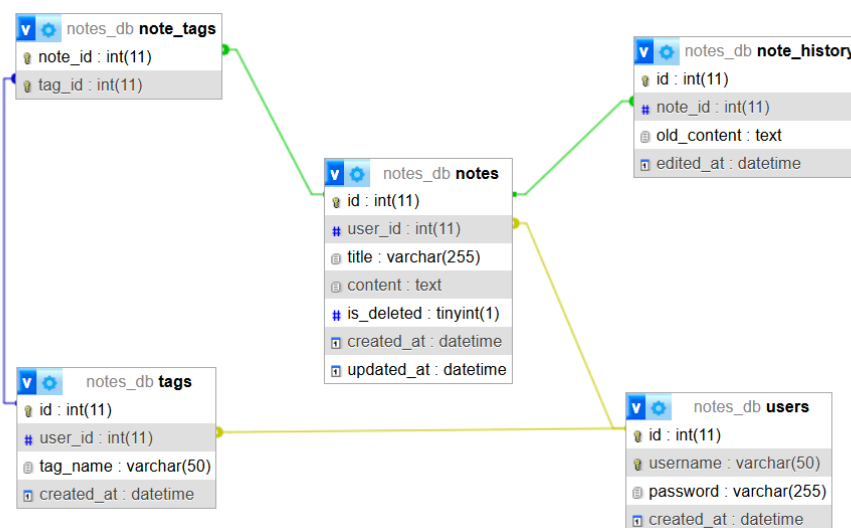 v notes_db note_tags
note_id : int(11)
tag_id : int(11)
v notes_db note_history
id : int(11)
# note_id : int(11)
old_content : text
edited_at : datetime
v notes_db notes
id : int(11)
# user_id : int(11)
title : varchar(255)
content : text
# is_deleted : tinyint(1)
created_at : datetime
updated_at : datetime
v notes_db tags
id : int(11)
# user_id : int(11)
tag_name : varchar(50)
created_at : datetime
v notes_db users
id : int(11)
username : varchar(50)
password : varchar(255)
created_at : datetime